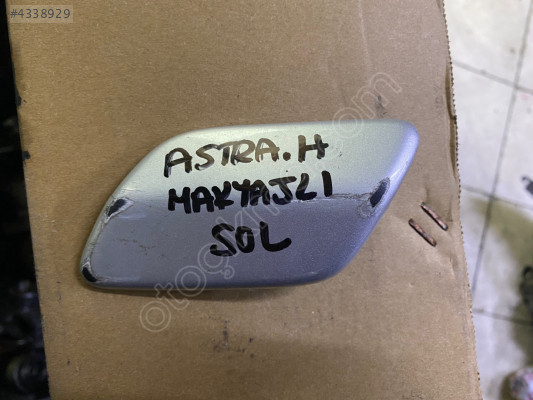 #4338929
ASTRA.H
MAKYAJLI
SOL